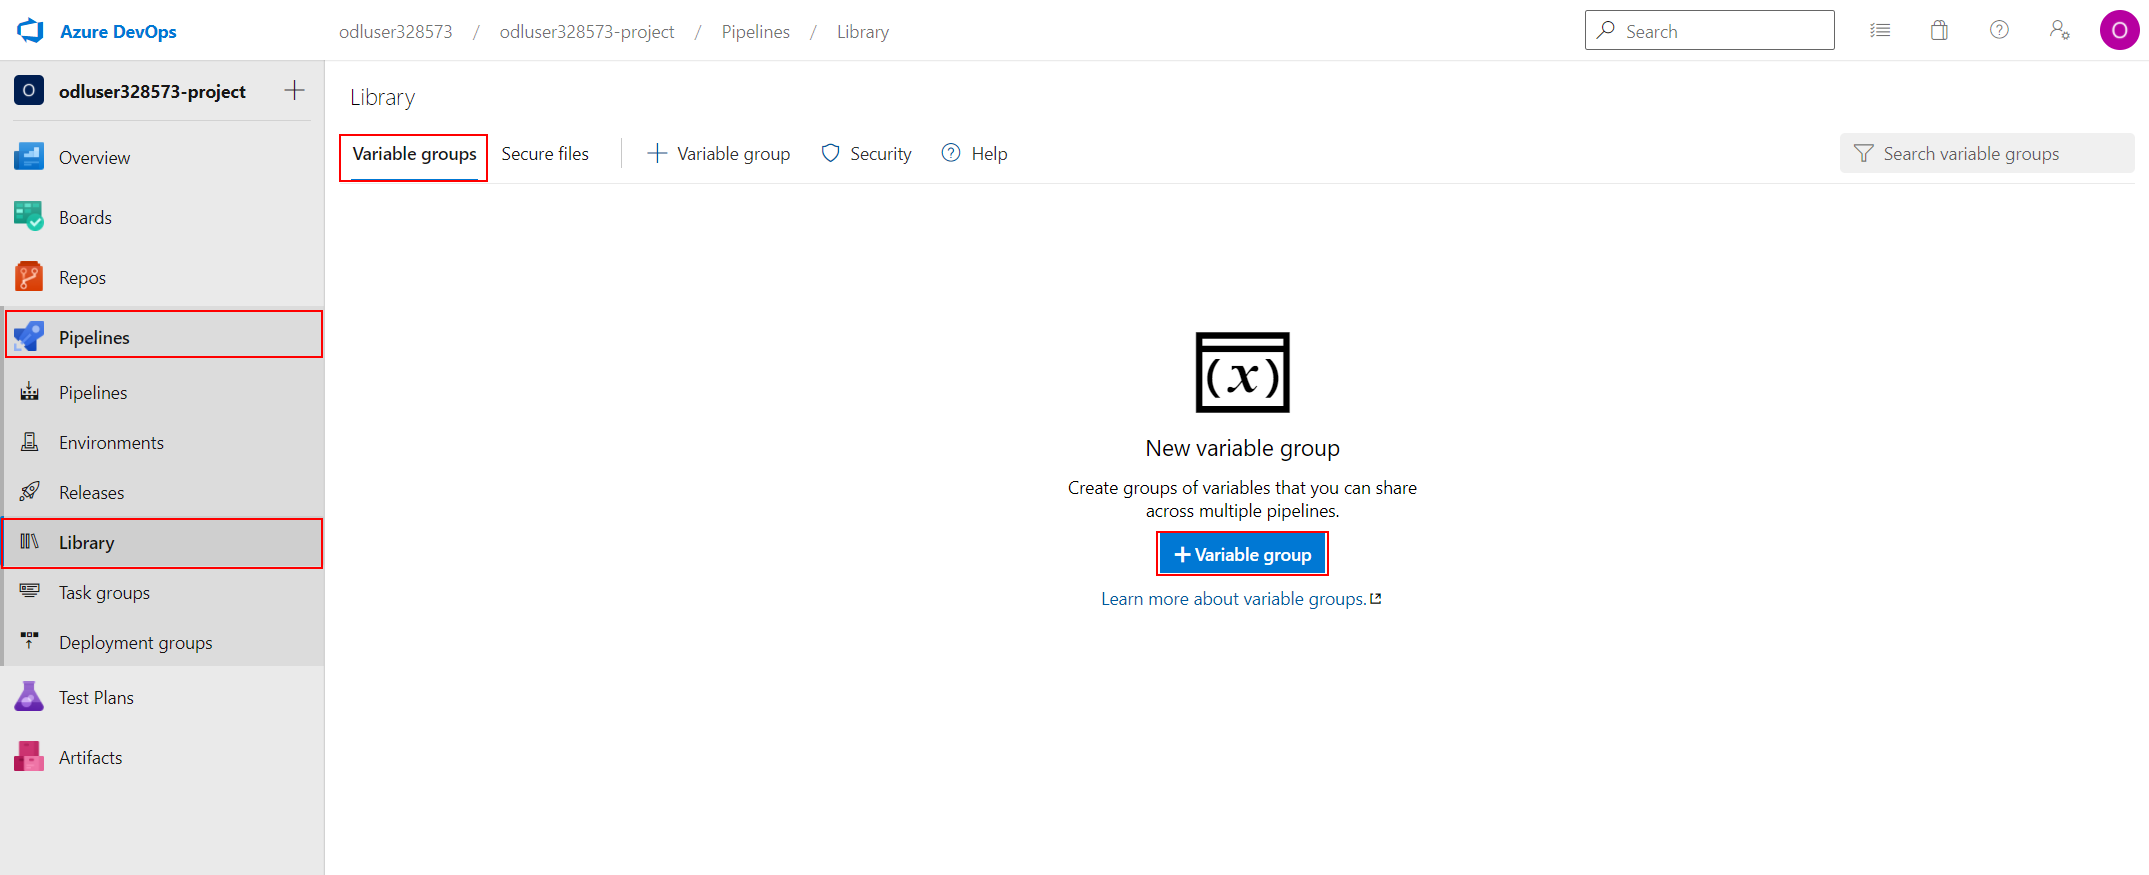 Azure DevOps
odluser328573 / odluser328573-project / Pipelines / Library
Search
O
O
odluser328573-project
Overview
Boards
Repos
Pipelines
Pipelines
Environments
Releases
Library
Task groups
Deployment groups
Test Plans
Artifacts
Library
Variable groups
Secure files
+ Variable group
Security
? Help
Search variable groups
(x)
New variable group
Create groups of variables that you can share
across multiple pipelines.
+ Variable group
Learn more about variable groups.